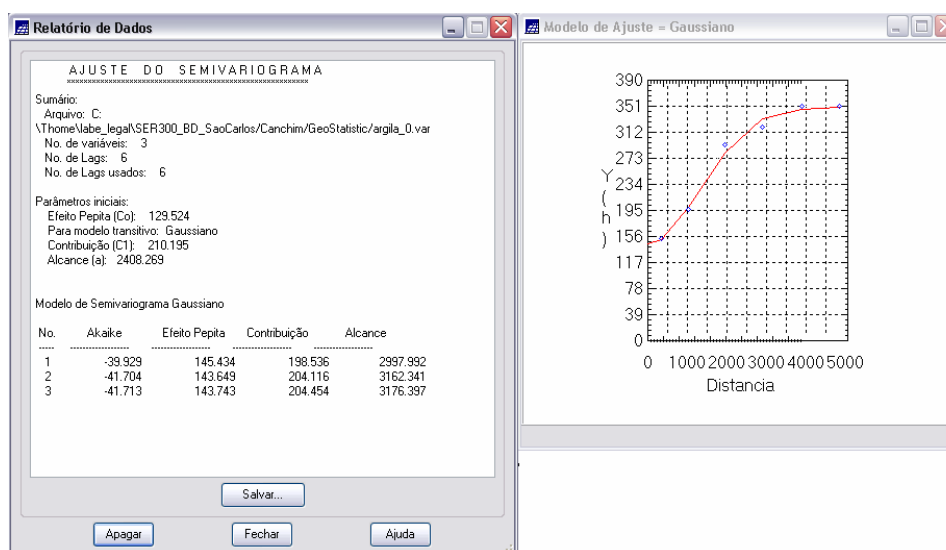 Relatório de Dados
AJUSTE DO SEMIVARIOGRAMA
Sumário:
Arquivo: C:
\Thome\labe_legal\SER300_BD_SaoCarlos/Canchim/GeoStatistic/argila_0.var
No. de variáveis: 3
No. de Lags: 6
No. de Lags usados: 6
Parâmetros iniciais:
Efeito Pepita (Co): 129.524
Para modelo transitivo: Gaussiano
Contribuição (C1): 210.195
Alcance (a): 2408.269
Modelo de Semivariograma Gaussiano
No. Akaike Efeito Pepita Contribuição Alcance
1 -39.929 145.434 198.536 2997.992
2 -41.704 143.649 204.116 3162.341
3 -41.713 143.743 204.454 3176.397
Salvar...
Apagar Fechar Ajuda
Modelo de Ajuste = Gaussiano
390
351
312
273
234
195
156
117
78
39
0
Y(h)
0 1000 2000 3000 4000 5000
Distancia